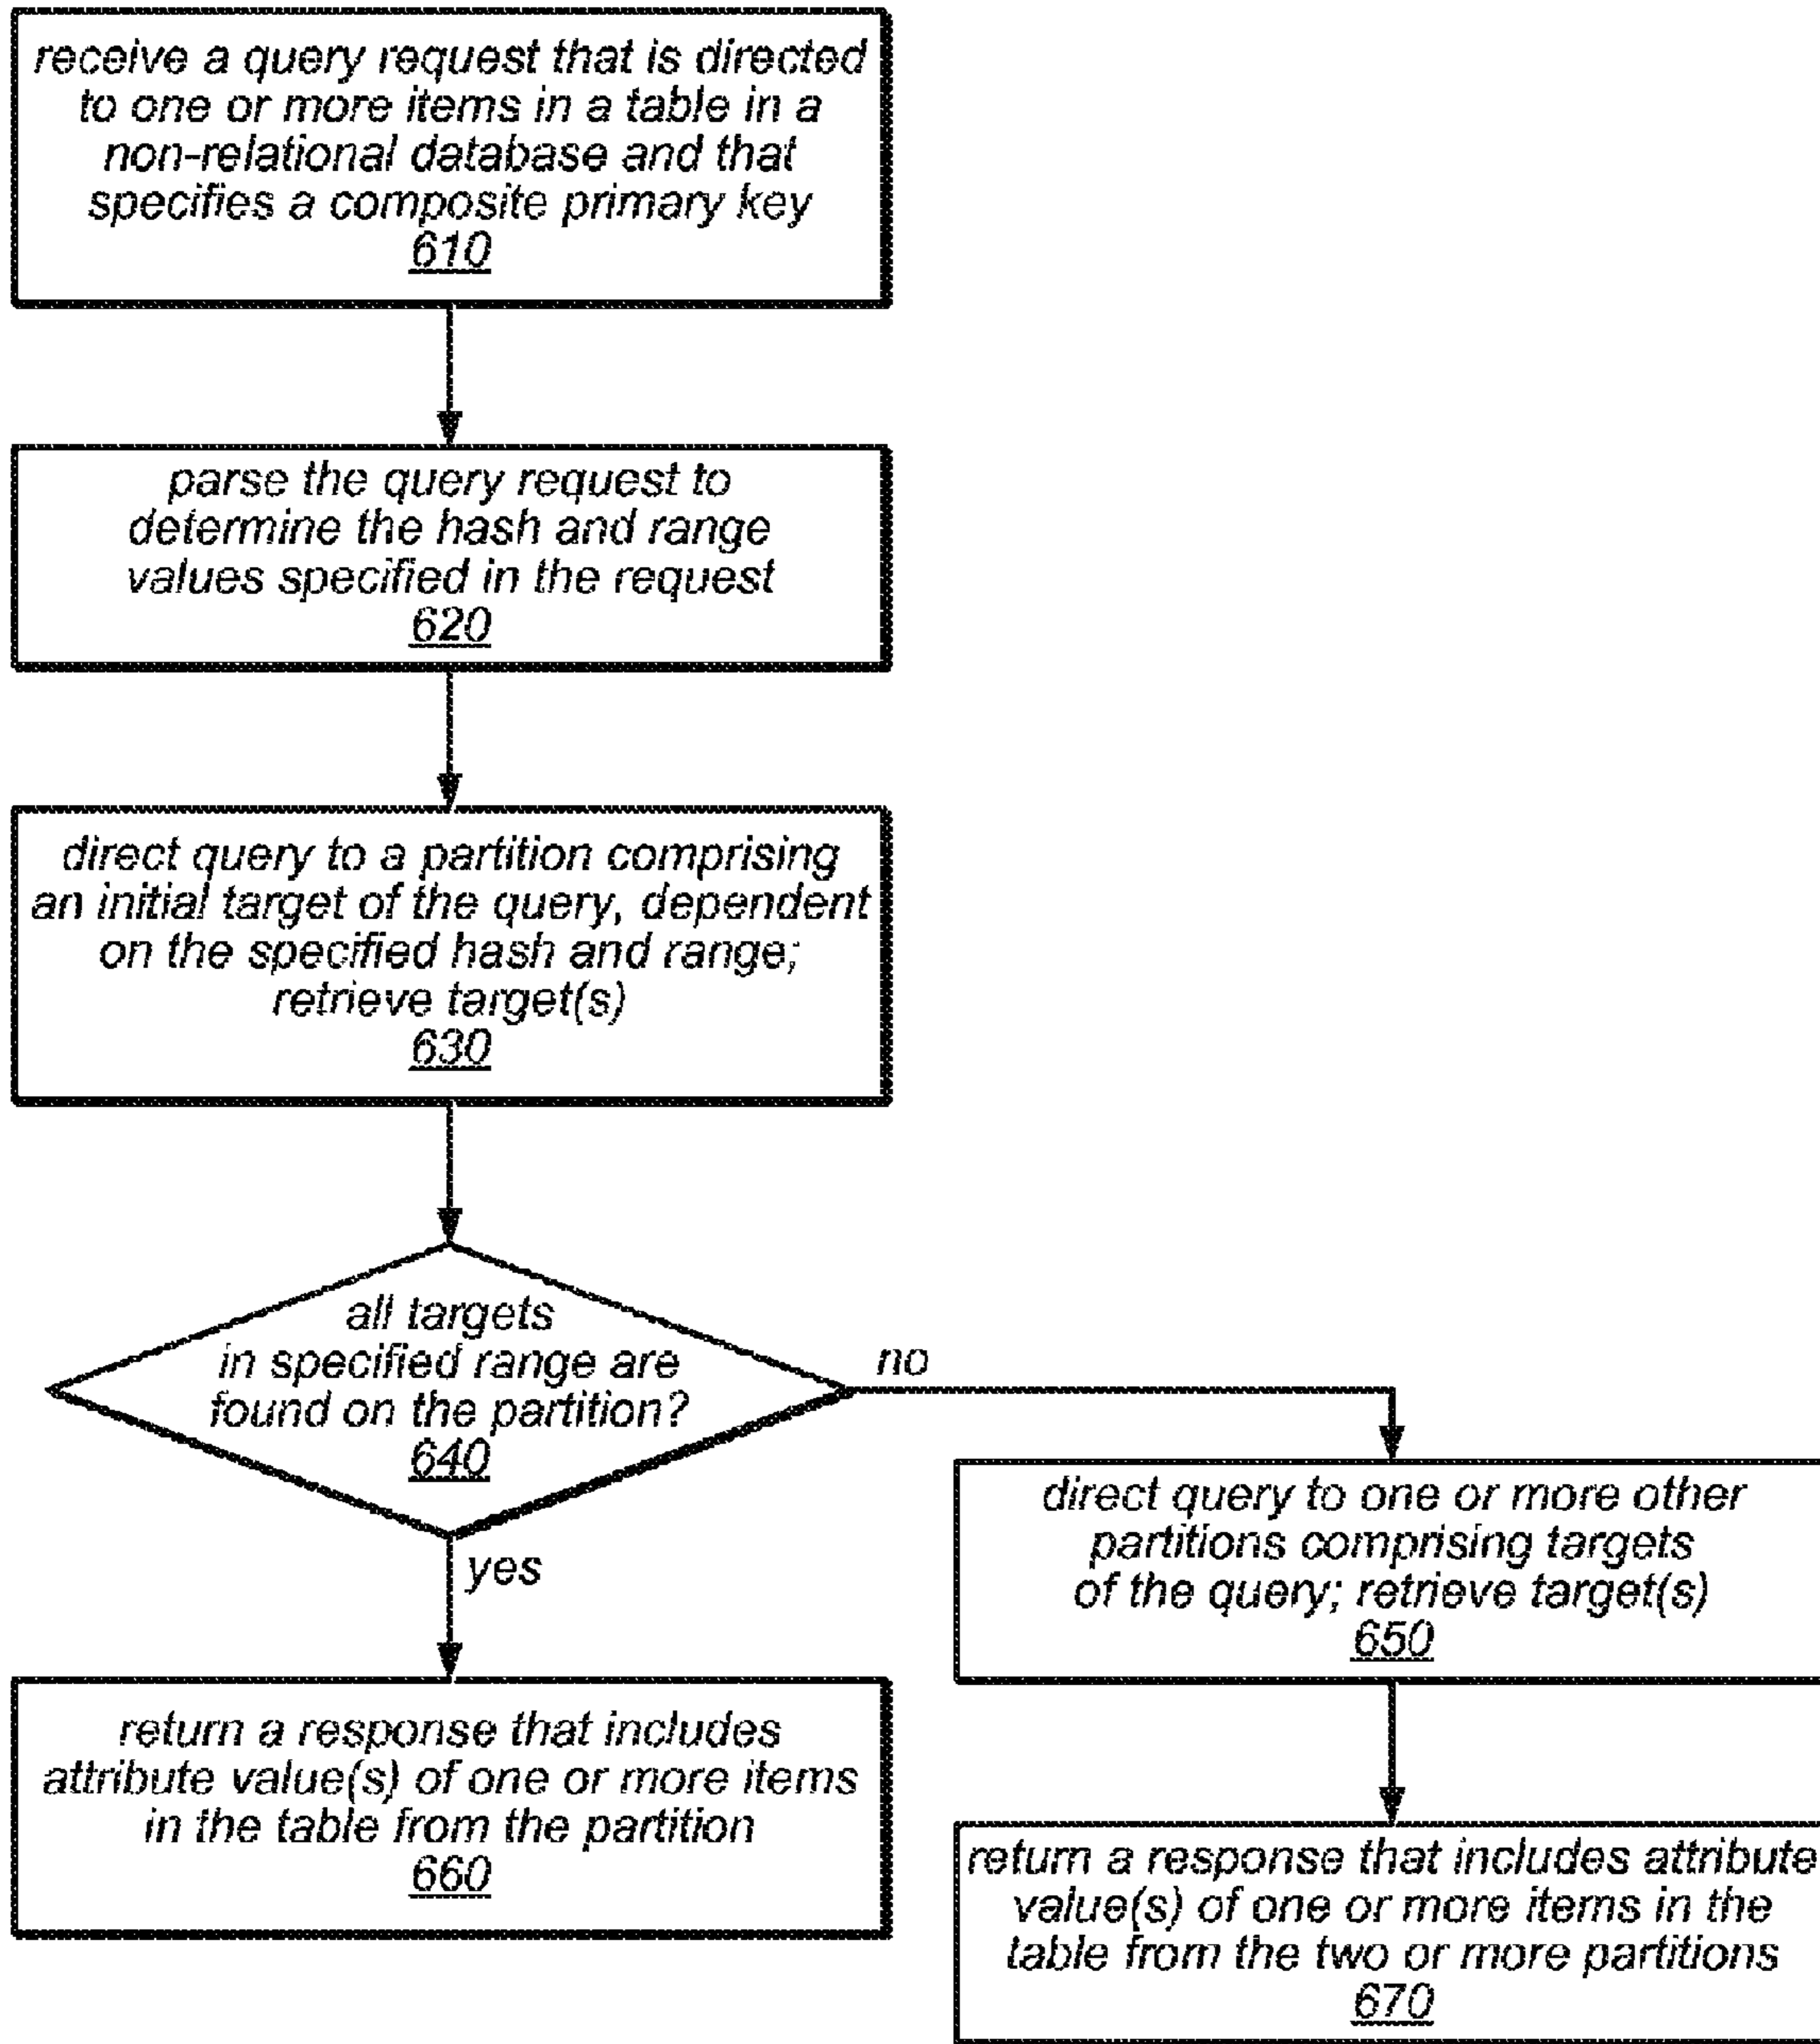 receive a query request that is directed
to one or more items in a table in a
non-relational database and that
specifies a composite primary key
610
parse the query request to
determine the hash and range
values specified in the request
620
direct query to a partition comprising
an initial target of the query, dependent
on the specified hash and range;
retrieve target(s)
630
all targets
in specified range are
found on the partition?
640
no
yes
direct query to one or more other
partitions comprising targets
of the query; retrieve target(s)
650
return a response that includes
attribute value(s) of one or more items
in the table from the partition
660
return a response that includes attribute
value(s) of one or more items in the
table from the two or more partitions
670